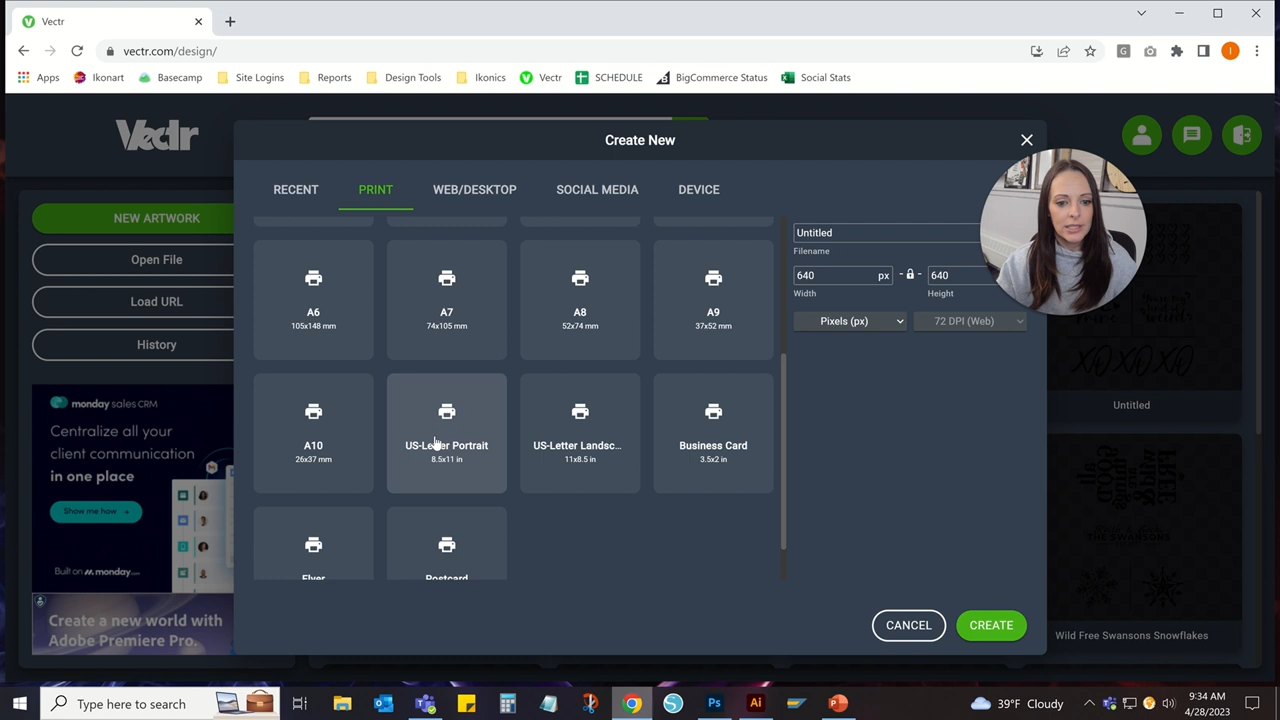 Vectr
vectr.com/design/
Apps
Ikonart
Basecamp
Site Logins
Reports
Design Tools
Ikonics
Vectr
SCHEDULE
BigCommerce Status
Social Stats
Vectr
Create New
RECENT
PRINT
WEB/DESKTOP
SOCIAL MEDIA
DEVICE
NEW ARTWORK
Open File
Load URL
History
A6
105x148 mm
A7
74x105 mm
A8
52x74 mm
A9
37x52 mm
A10
26x37 mm
US-Letter Portrait
8.5x11 in
US-Letter Landsc...
11x8.5 in
Business Card
3.5x2 in
Flyer
Postcard
Untitled
Filename
640 px
640
Width
Height
Pixels (px)
72 DPI (Web)
CANCEL
CREATE
monday sales CRM
Centralize all your
client communication
in one place
Show me how
Built on monday.com
Create a new world with
Adobe Premiere Pro.
XOXOXO
Untitled
THE SWANSONS
Wild Free Swansons Snowflakes
Type here to search
39°F Cloudy
9:34 AM
4/28/2023